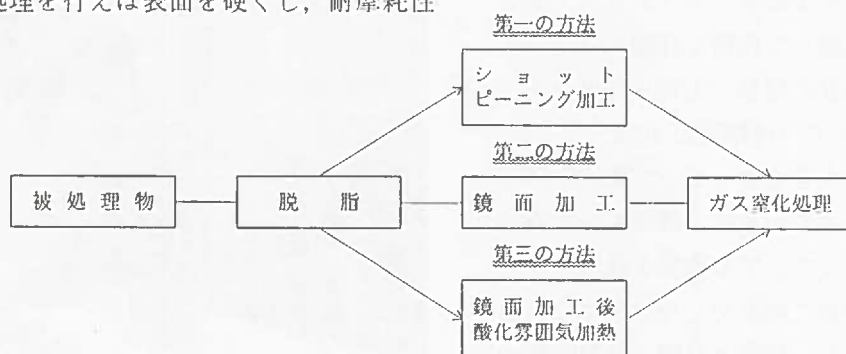 処理を行えば表面を硬くし，耐摩耗性
第一の方法
ショット
ピーニング加工
第二の方法
被処理物
脱脂
鏡面加工
ガス窒化処理
第三の方法
鏡面加工後
酸化雰囲気加熱